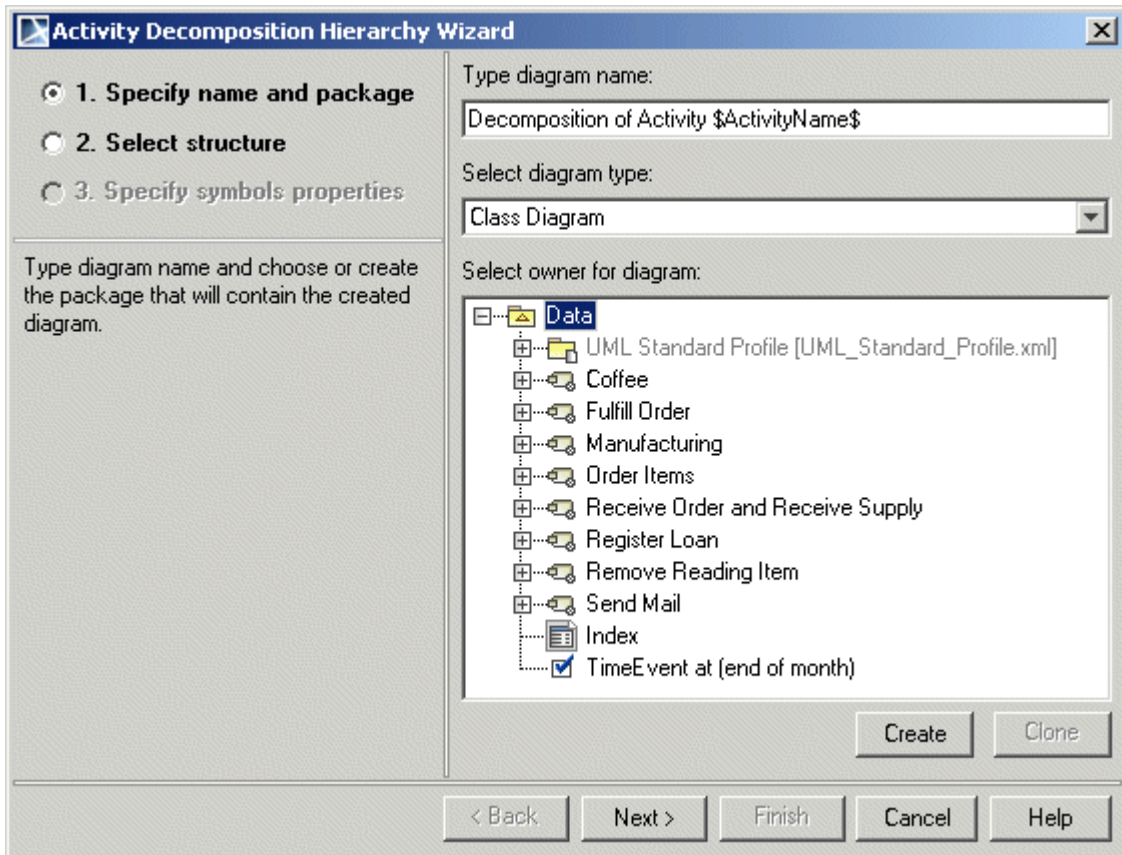 Activity Decomposition Hierarchy Wizard
1. Specify name and package
2. Select structure
3. Specify symbols properties
Type diagram name and choose or create
the package that will contain the created
diagram.
Type diagram name:
Decomposition of Activity $ActivityName$
Select diagram type:
Class Diagram
Select owner for diagram:
Data
UML Standard Profile [UML_Standard_Profile.xml]
Coffee
Fulfill Order
Manufacturing
Order Items
Receive Order and Receive Supply
Register Loan
Remove Reading Item
Send Mail
Index
TimeEvent at (end of month)
Create
Clone
< Back
Next >
Finish
Cancel
Help